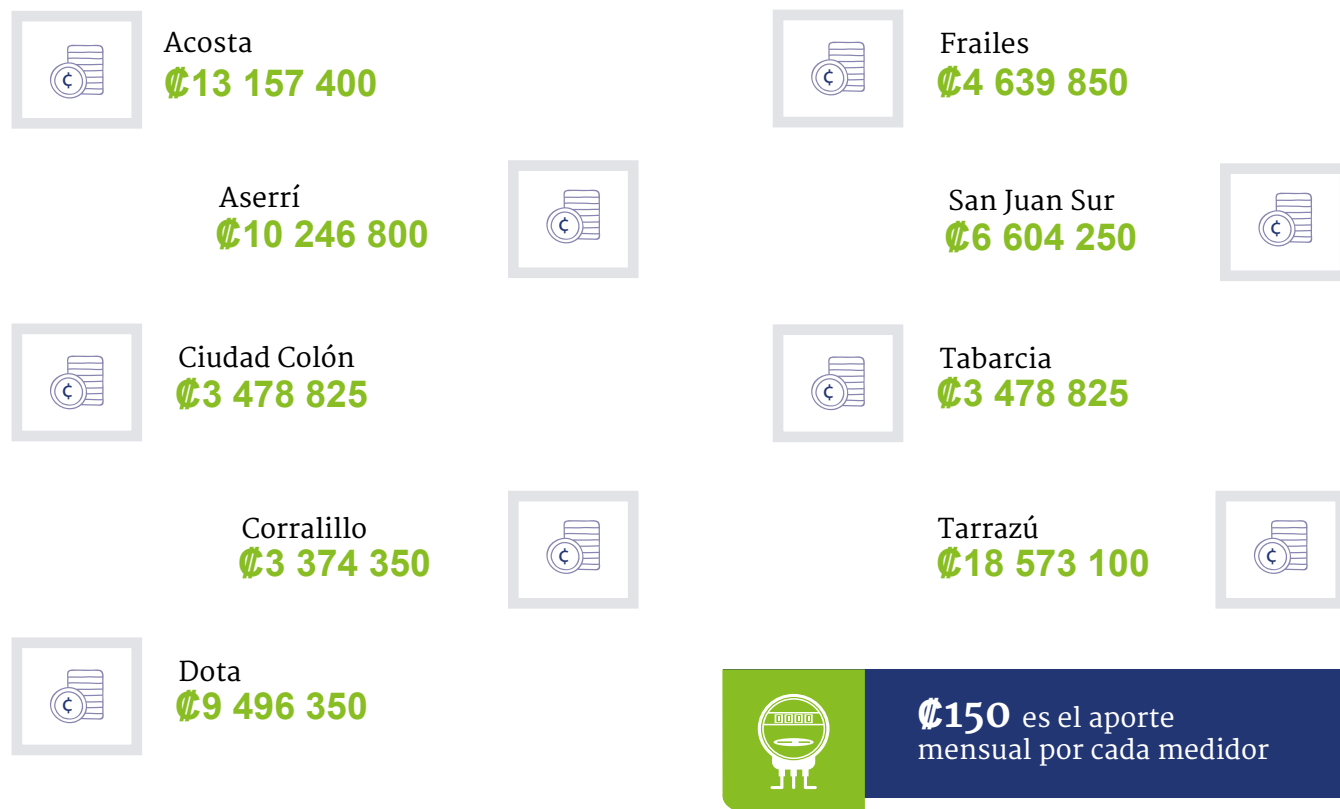 Acosta
₡13 157 400
Aserrí
₡10 246 800
Ciudad Colón
₡3 478 825
Corralillo
₡3 374 350
Dota
₡9 496 350
Frailes
₡4 639 850
San Juan Sur
₡6 604 250
Tabarcia
₡3 478 825
Tarrazú
₡18 573 100
₡150 es el aporte
mensual por cada medidor